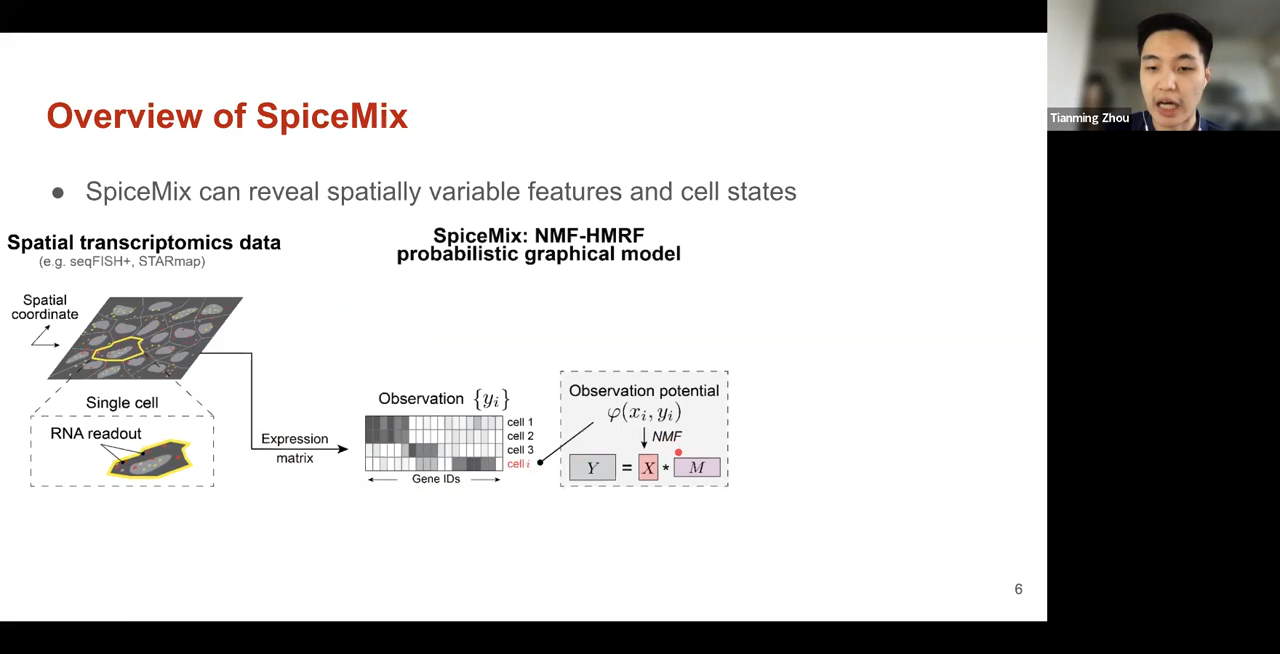 Overview of SpiceMix
● SpiceMix can reveal spatially variable features and cell states
Spatial transcriptomics data
(e.g. seqFISH+, STARmap)
SpiceMix: NMF-HMRF
probabilistic graphical model
Spatial
coordinate
Single cell
RNA readout
Expression
matrix
Observation {yᵢ}
cell 1
cell 2
cell 3
cell i
Gene IDs
Observation potential
φ(xᵢ, yᵢ)
NMF
Y = X * M
6
Tianming Zhou